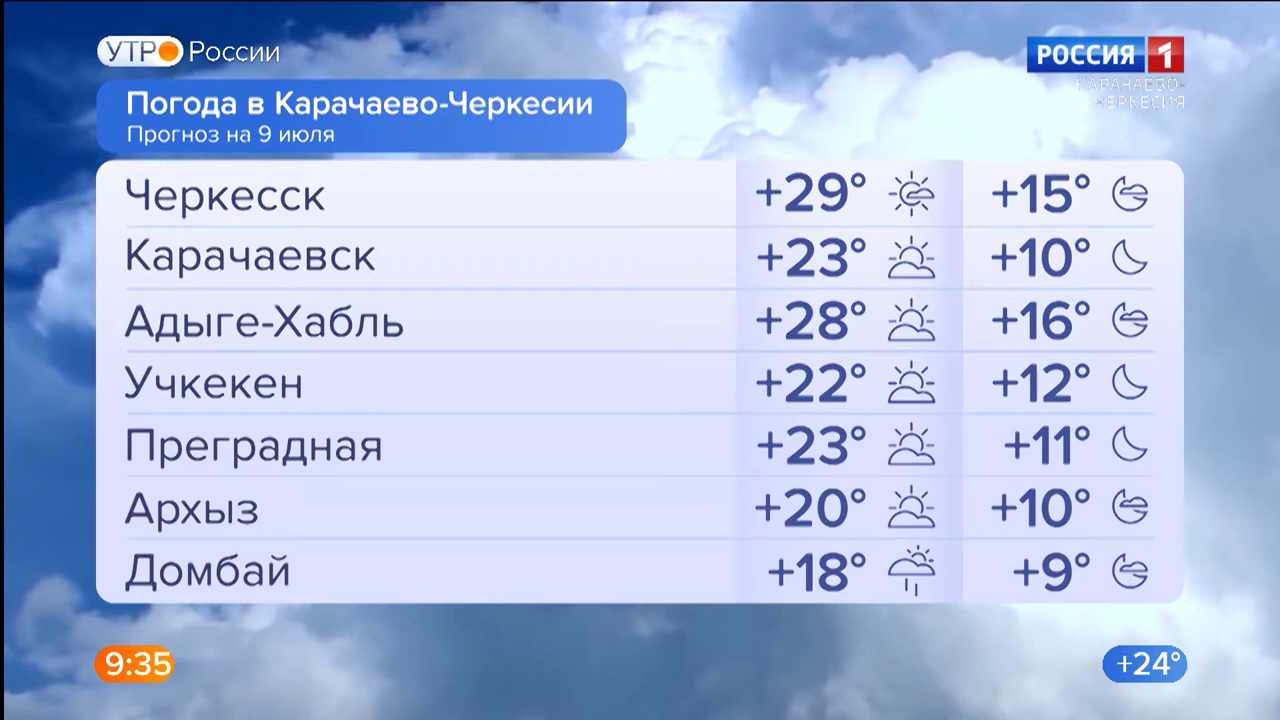 УТРО России
РОССИЯ 1
КАРАЧАЕВО-
ЧЕРКЕСИЯ
Погода в Карачаево-Черкесии
Прогноз на 9 июля
Черкесск +29° +15°
Карачаевск +23° +10°
Адыге-Хабль +28° +16°
Учкекен +22° +12°
Преградная +23° +11°
Архыз +20° +10°
Домбай +18° +9°
9:35 +24°